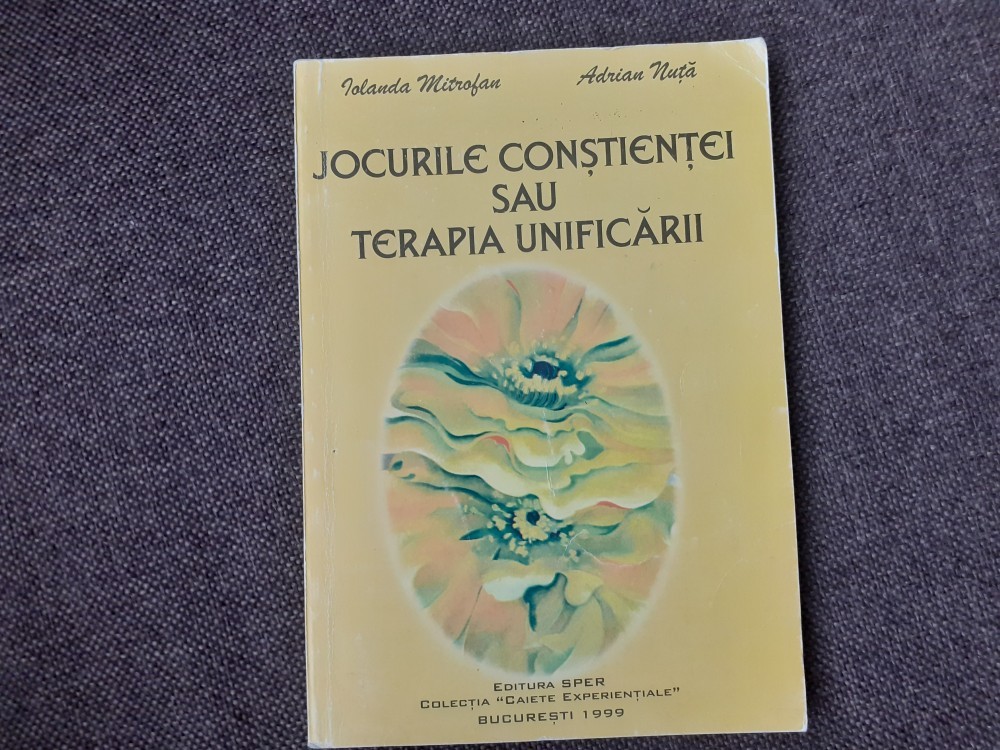 Iolanda Mitrofan Adrian Nuță
JOCURILE CONȘTIENȚEI
SAU
TERAPIA UNIFICĂRII
EDITURA SPER
COLECȚIA "CAIETE EXPERIENȚIALE"
BUCUREȘTI 1999